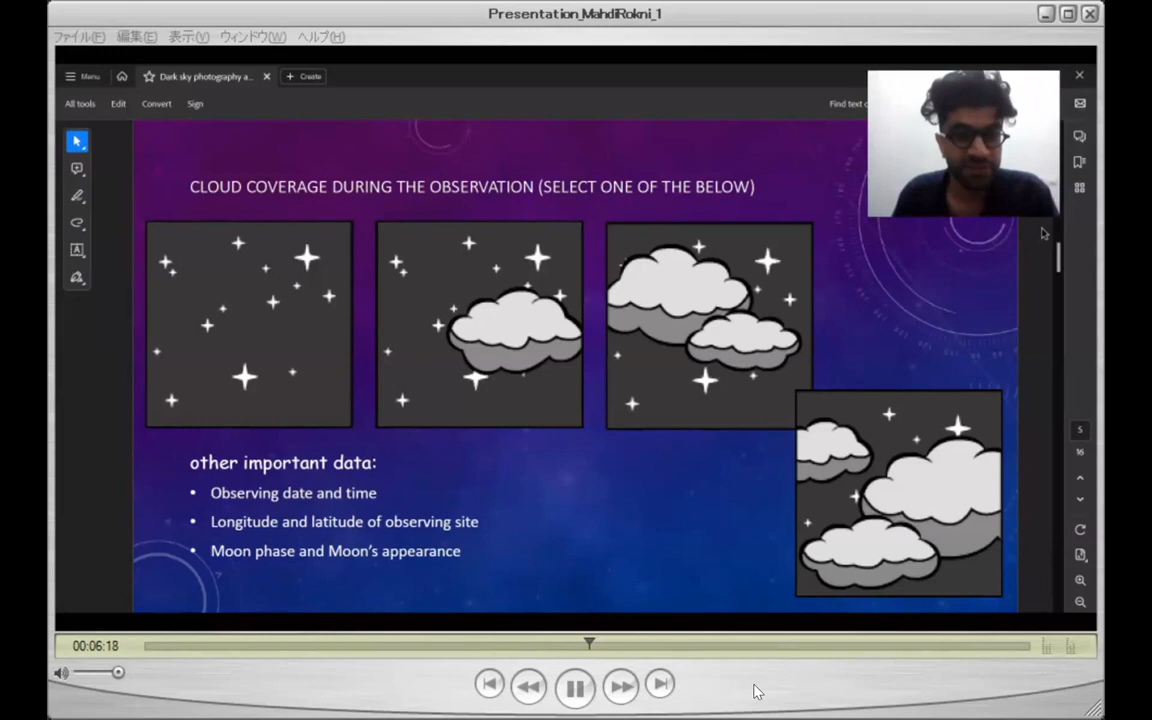 Presentation_MahdiRokni_1
ファイル(F) 編集(E) 表示(V) ウィンドウ(W) ヘルプ(H)
Menu Dark sky photography a... Create
All tools Edit Convert Sign Find text o
CLOUD COVERAGE DURING THE OBSERVATION (SELECT ONE OF THE BELOW)
other important data:
• Observing date and time
• Longitude and latitude of observing site
• Moon phase and Moon's appearance
5
16
00:06:18